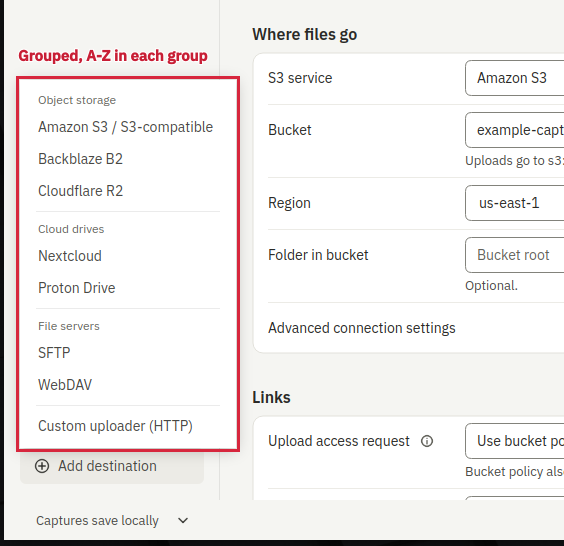 Grouped, A-Z in each group
Object storage
Amazon S3 / S3-compatible
Backblaze B2
Cloudflare R2
Cloud drives
Nextcloud
Proton Drive
File servers
SFTP
WebDAV
Custom uploader (HTTP)
Add destination
Captures save locally
Where files go
S3 service
Amazon S3
Bucket
example-capt
Uploads go to s3:
Region
us-east-1
Folder in bucket
Bucket root
Optional.
Advanced connection settings
Links
Upload access request
Use bucket po
Bucket policy als